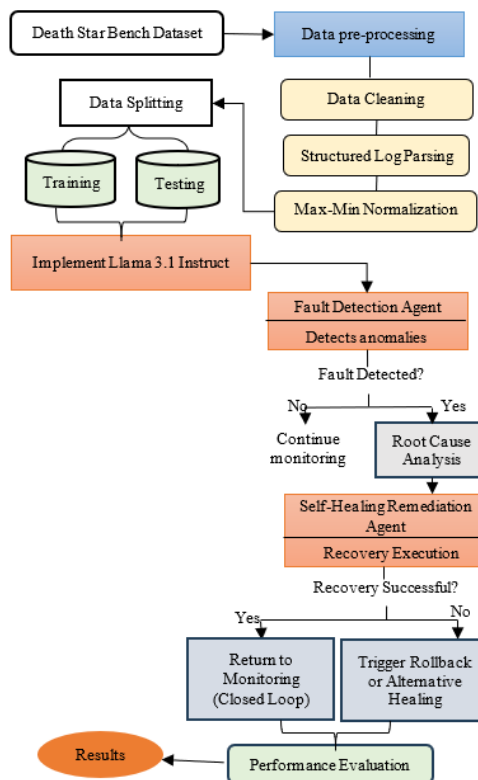 Death Star Bench Dataset
Data pre-processing
Data Cleaning
Data Splitting
Structured Log Parsing
Training
Testing
Max-Min Normalization
Implement Llama 3.1 Instruct
Fault Detection Agent
Detects anomalies
Fault Detected?
No
Yes
Continue
monitoring
Root Cause
Analysis
Self-Healing Remediation
Agent
Recovery Execution
Recovery Successful?
Yes
No
Return to
Monitoring
(Closed Loop)
Trigger Rollback
or Alternative
Healing
Results
Performance Evaluation